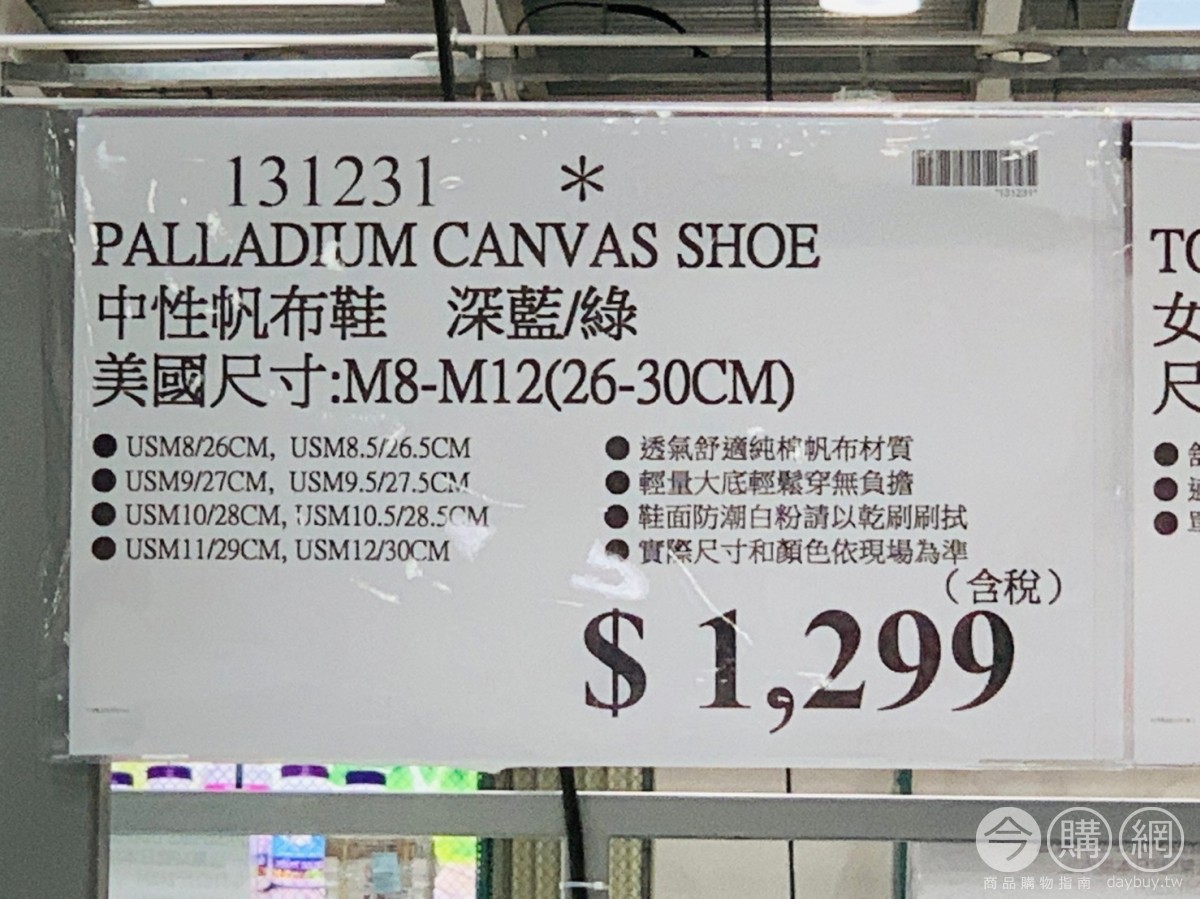 131231 *
"131231"
PALLADIUM CANVAS SHOE
中性帆布鞋 深藍/綠
美國尺寸:M8-M12(26-30CM)
● USM8/26CM, USM8.5/26.5CM
● USM9/27CM, USM9.5/27.5CM
● USM10/28CM, USM10.5/28.5CM
● USM11/29CM, USM12/30CM
● 透氣舒適純棉帆布材質
● 輕量大底輕鬆穿無負擔
● 鞋面防潮白粉請以乾刷刷拭
● 實際尺寸和顏色依現場為準
(含稅)
$ 1,299
女
尺
今購網
商品購物指南 daybuy.tw